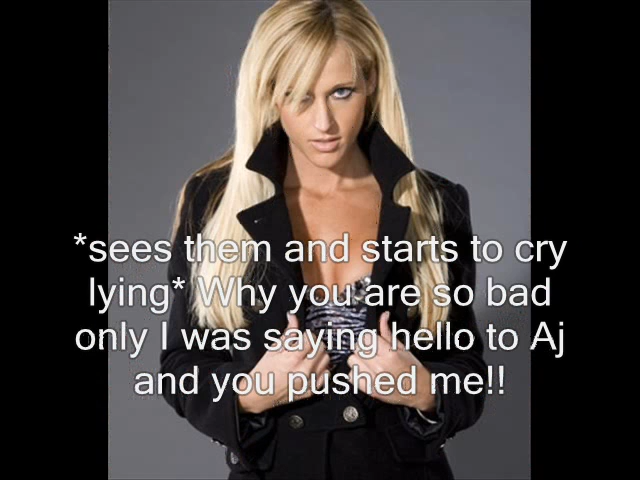 *sees them and starts to cry
lying* Why you are so bad
only I was saying hello to Aj
and you pushed me!!